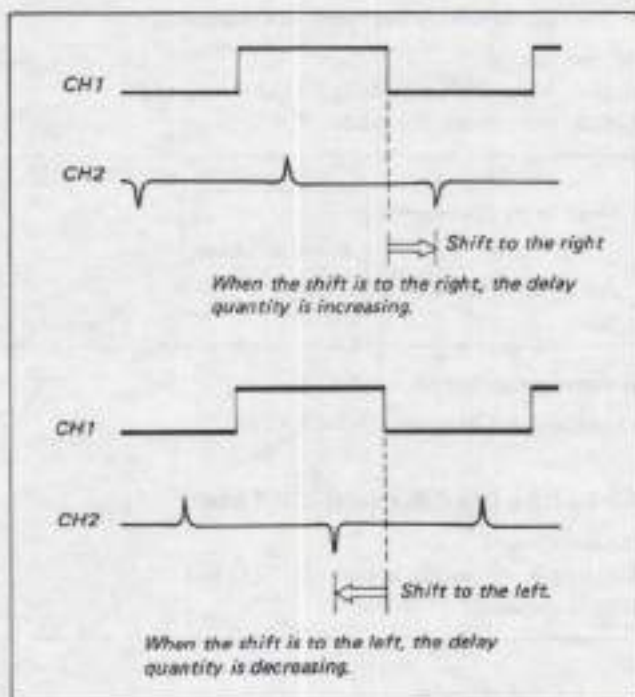 CH1
CH2
Shift to the right
When the shift is to the right, the delay
quantity is increasing.
CH1
CH2
Shift to the left.
When the shift is to the left, the delay
quantity is decreasing.